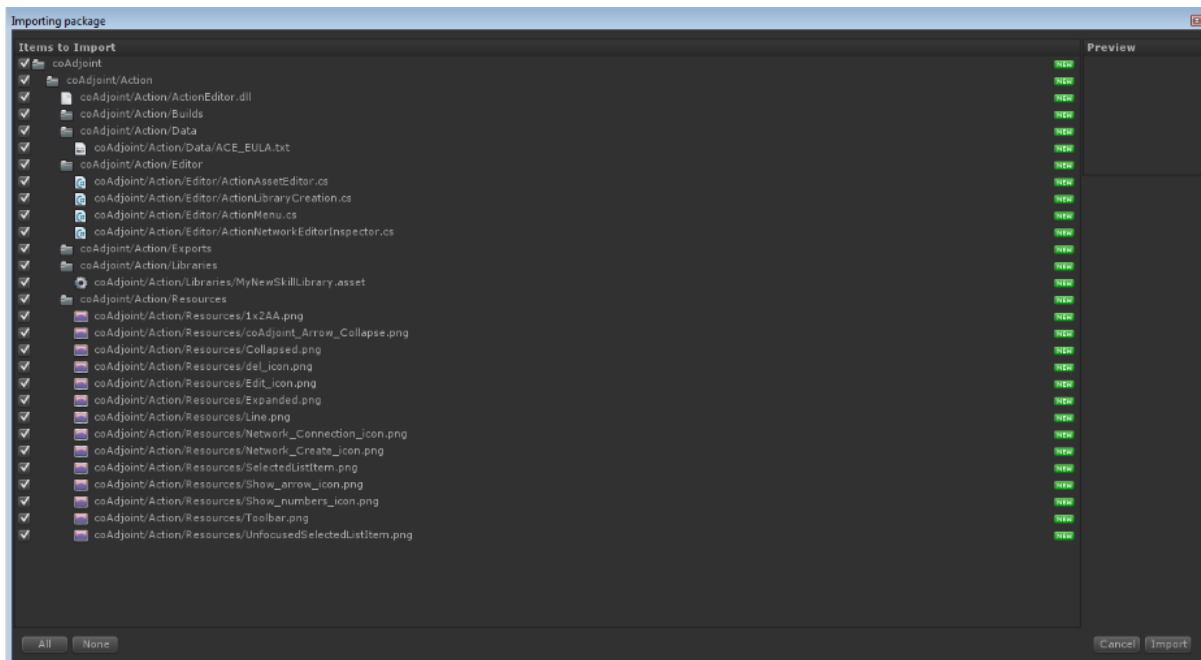 Importing package
Items to Import
Preview
coAdjoint NEW
coAdjoint/Action NEW
coAdjoint/Action/ActionEditor.dll NEW
coAdjoint/Action/Builds NEW
coAdjoint/Action/Data NEW
coAdjoint/Action/Data/ACE_EULA.txt NEW
coAdjoint/Action/Editor NEW
coAdjoint/Action/Editor/ActionAssetEditor.cs NEW
coAdjoint/Action/Editor/ActionLibraryCreation.cs NEW
coAdjoint/Action/Editor/ActionMenu.cs NEW
coAdjoint/Action/Editor/ActionNetworkEditorInspector.cs NEW
coAdjoint/Action/Exports NEW
coAdjoint/Action/Libraries NEW
coAdjoint/Action/Libraries/MyNewSkillLibrary.asset NEW
coAdjoint/Action/Resources NEW
coAdjoint/Action/Resources/1x2AA.png NEW
coAdjoint/Action/Resources/coAdjoint_Arrow_Collapse.png NEW
coAdjoint/Action/Resources/Collapsed.png NEW
coAdjoint/Action/Resources/del_icon.png NEW
coAdjoint/Action/Resources/Edit_icon.png NEW
coAdjoint/Action/Resources/Expanded.png NEW
coAdjoint/Action/Resources/Line.png NEW
coAdjoint/Action/Resources/Network_Connection_icon.png NEW
coAdjoint/Action/Resources/Network_Create_icon.png NEW
coAdjoint/Action/Resources/SelectedListItem.png NEW
coAdjoint/Action/Resources/Show_arrow_icon.png NEW
coAdjoint/Action/Resources/Show_numbers_icon.png NEW
coAdjoint/Action/Resources/Toolbar.png NEW
coAdjoint/Action/Resources/UnfocusedSelectedListItem.png NEW
All None Cancel Import